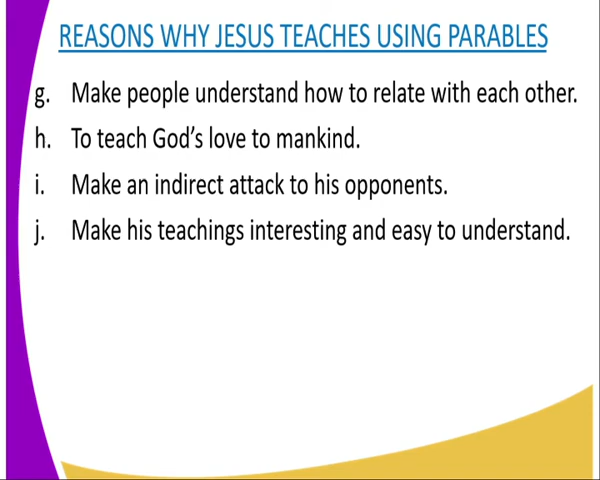 REASONS WHY JESUS TEACHES USING PARABLES
g. Make people understand how to relate with each other.
h. To teach God’s love to mankind.
i. Make an indirect attack to his opponents.
j. Make his teachings interesting and easy to understand.